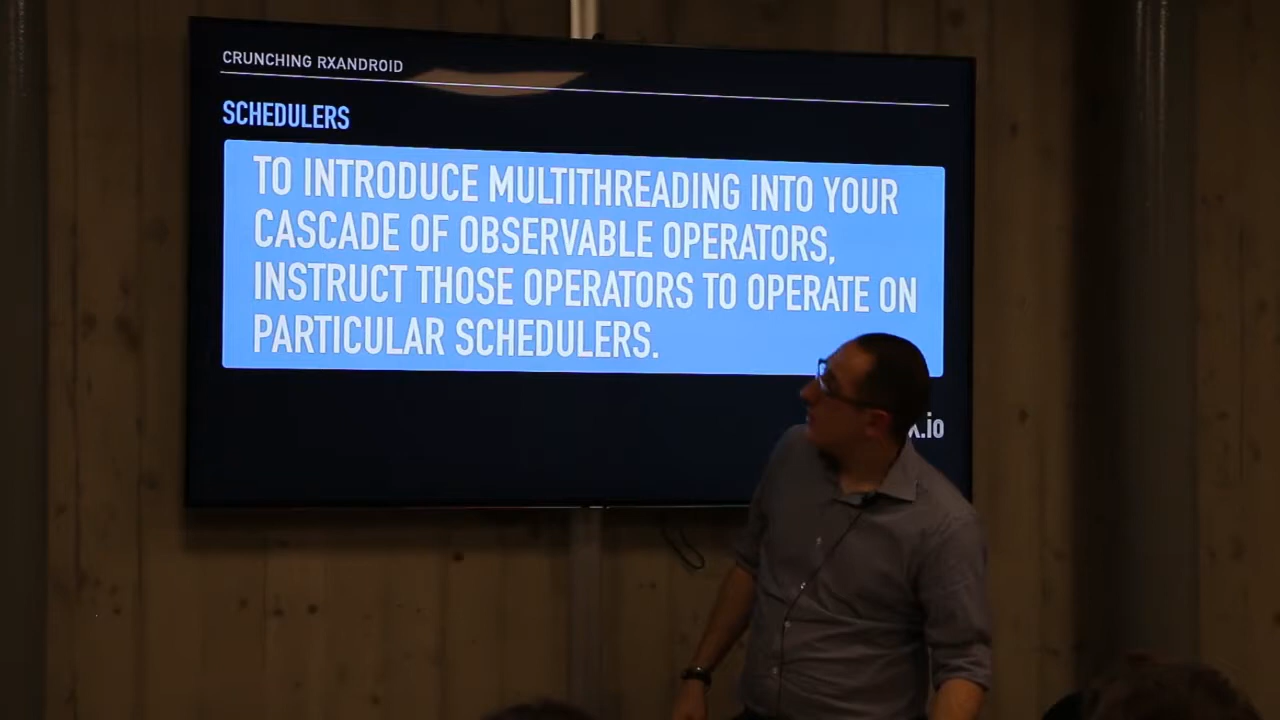 CRUNCHING RXANDROID
SCHEDULERS
TO INTRODUCE MULTITHREADING INTO YOUR
CASCADE OF OBSERVABLE OPERATORS,
INSTRUCT THOSE OPERATORS TO OPERATE ON
PARTICULAR SCHEDULERS.